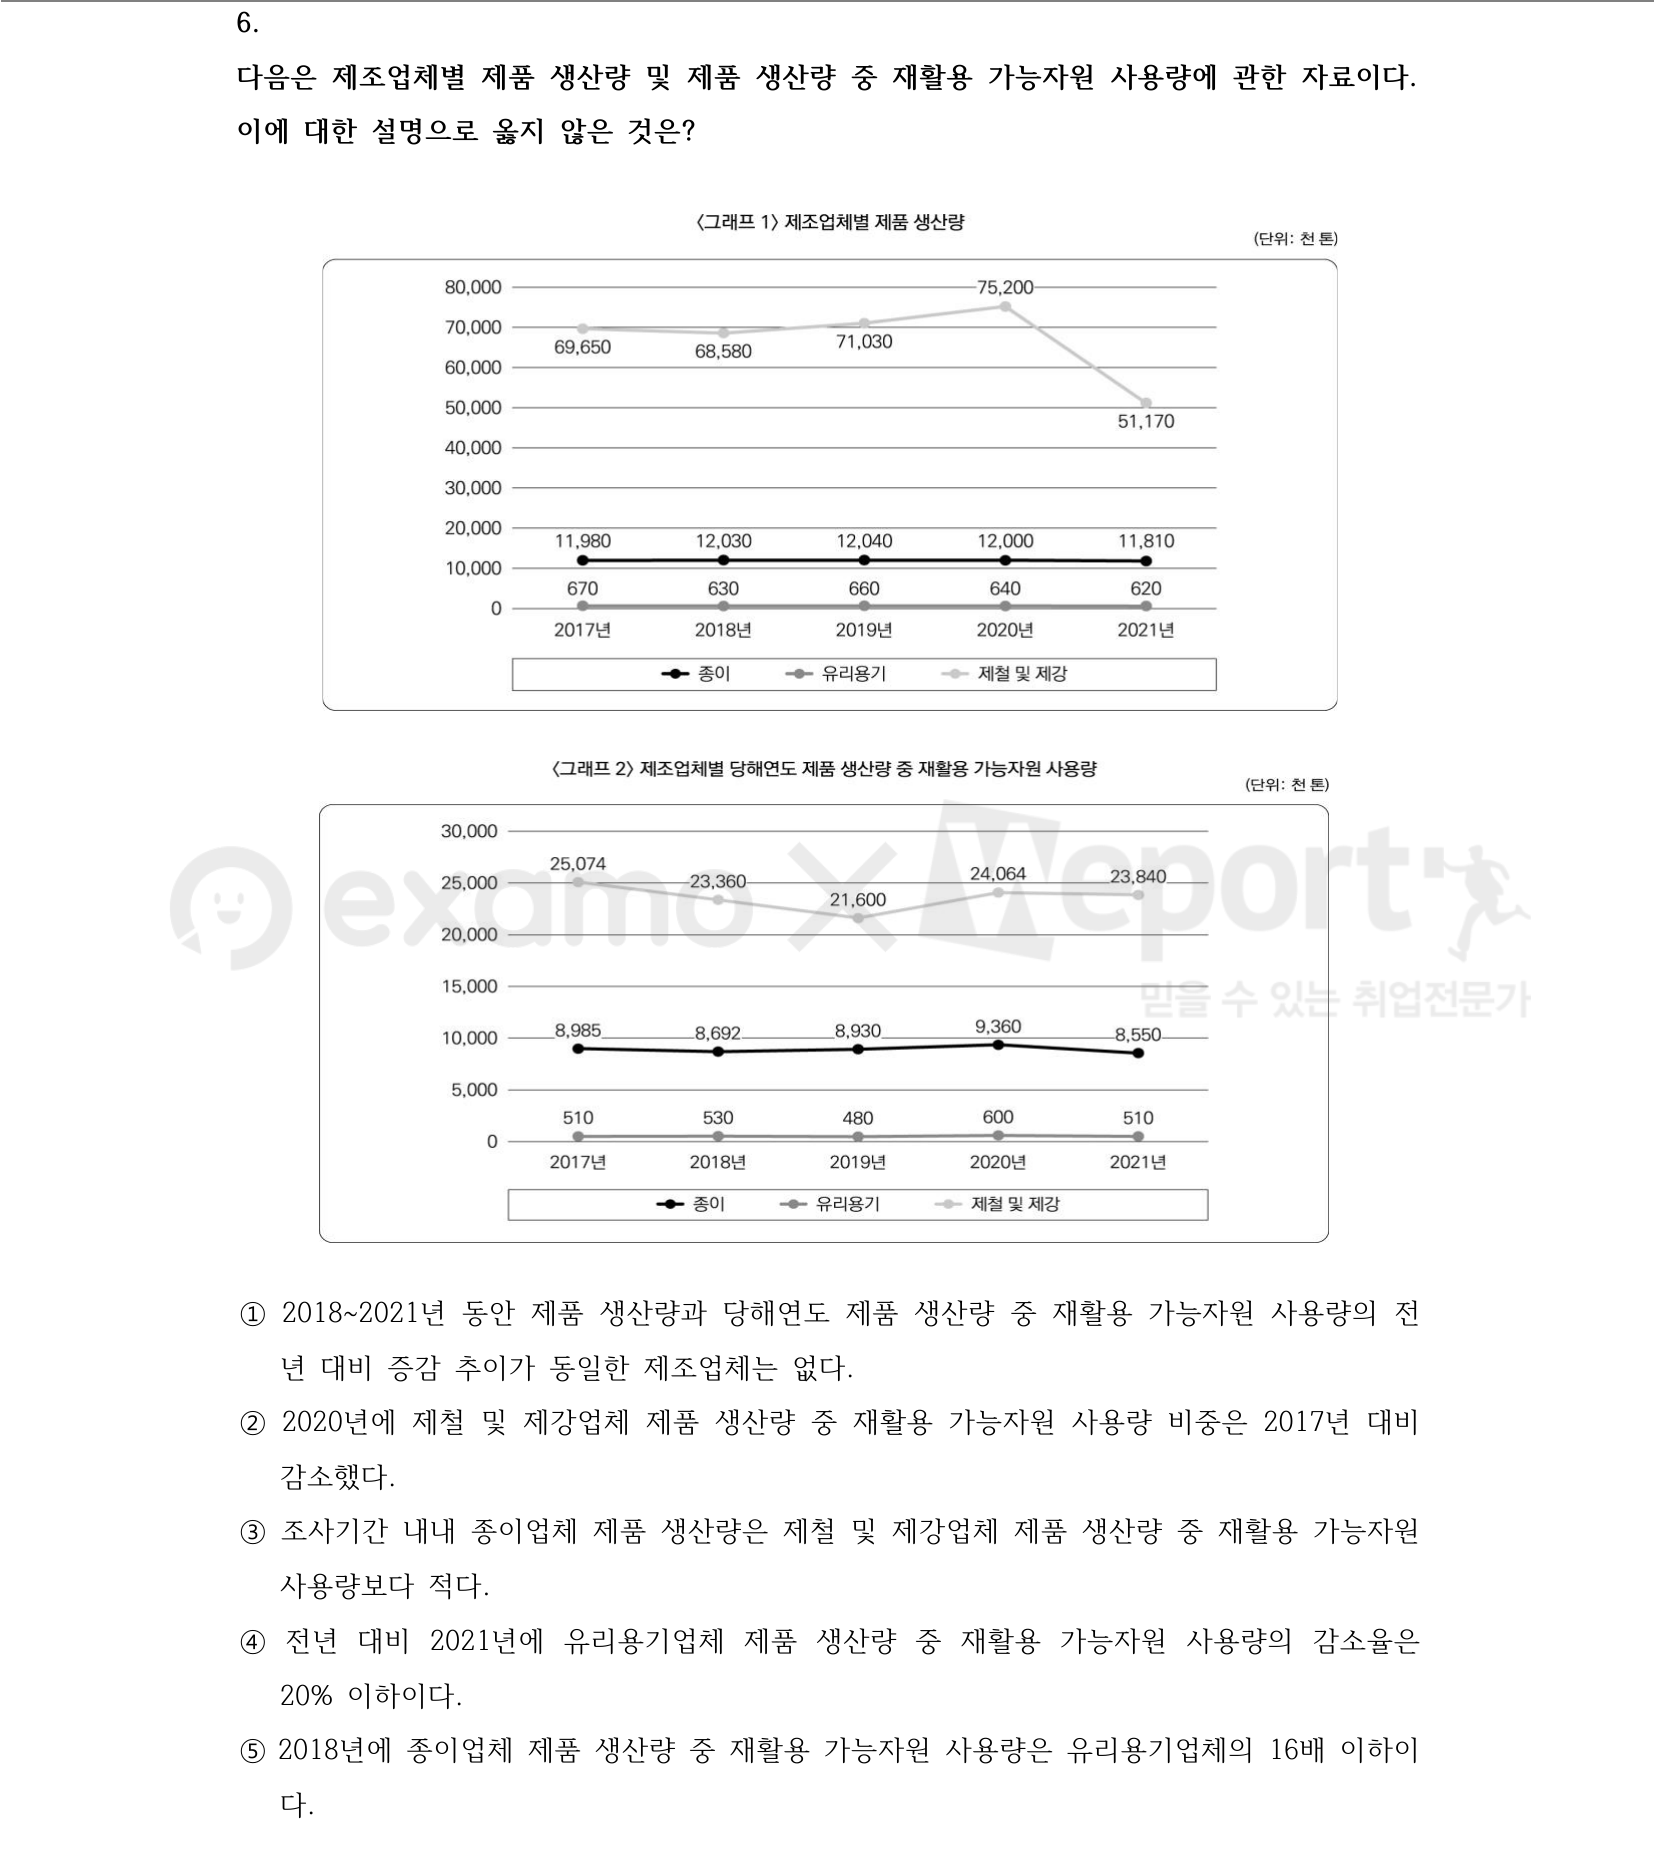 6.
다음은 제조업체별 제품 생산량 및 제품 생산량 중 재활용 가능자원 사용량에 관한 자료이다.
이에 대한 설명으로 옳지 않은 것은?
<그래프 1> 제조업체별 제품 생산량
(단위: 천 톤)
80,000
75,200
70,000
69,650
68,580
71,030
60,000
50,000
51,170
40,000
30,000
20,000
11,980 12,030 12,040 12,000 11,810
10,000
670 630 660 640 620
0
2017년 2018년 2019년 2020년 2021년
종이 유리용기 제철 및 제강
<그래프 2> 제조업체별 당해연도 제품 생산량 중 재활용 가능자원 사용량
(단위: 천 톤)
30,000
25,074
25,000
23,360
21,600
24,064
23,840
20,000
15,000
10,000
8,985 8,692 8,930 9,360 8,550
5,000
510 530 480 600 510
0
2017년 2018년 2019년 2020년 2021년
종이 유리용기 제철 및 제강
examo
Weport
믿을 수 있는 취업전문가
① 2018~2021년 동안 제품 생산량과 당해연도 제품 생산량 중 재활용 가능자원 사용량의 전
년 대비 증감 추이가 동일한 제조업체는 없다.
② 2020년에 제철 및 제강업체 제품 생산량 중 재활용 가능자원 사용량 비중은 2017년 대비
감소했다.
③ 조사기간 내내 종이업체 제품 생산량은 제철 및 제강업체 제품 생산량 중 재활용 가능자원
사용량보다 적다.
④ 전년 대비 2021년에 유리용기업체 제품 생산량 중 재활용 가능자원 사용량의 감소율은
20% 이하이다.
⑤ 2018년에 종이업체 제품 생산량 중 재활용 가능자원 사용량은 유리용기업체의 16배 이하이
다.